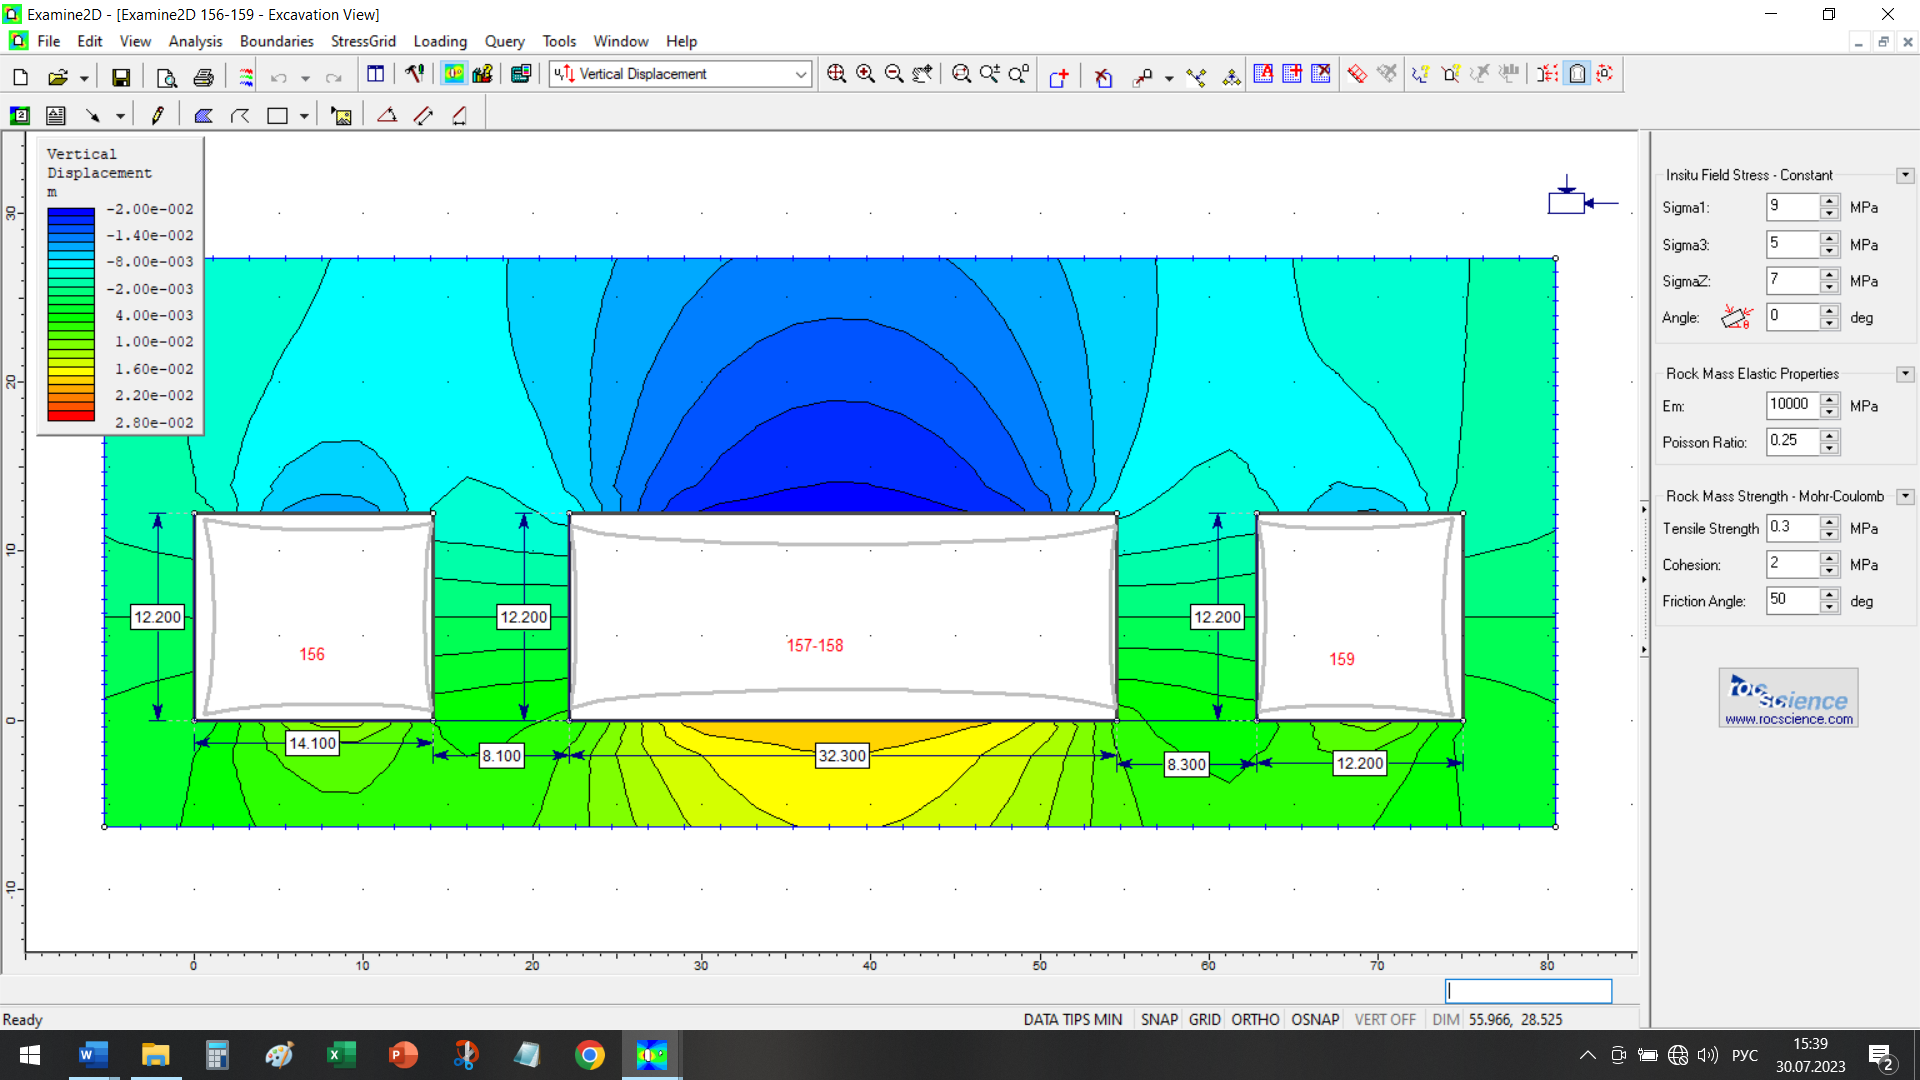 Examine2D - [Examine2D 156-159 - Excavation View]
File Edit View Analysis Boundaries StressGrid Loading Query Tools Window Help
Vertical Displacement
Vertical
Displacement
m
-2.00e-002
-1.40e-002
-8.00e-003
-2.00e-003
4.00e-003
1.00e-002
1.60e-002
2.20e-002
2.80e-002
30
20
10
0
-10
12.200
12.200
12.200
156
157-158
159
14.100
8.100
32.300
8.300
12.200
0 10 20 30 40 50 60 70 80
Insitu Field Stress - Constant
Sigma1: 9 MPa
Sigma3: 5 MPa
SigmaZ: 7 MPa
Angle: θ 0 deg
Rock Mass Elastic Properties
Em: 10000 MPa
Poisson Ratio: 0.25
Rock Mass Strength - Mohr-Coulomb
Tensile Strength 0.3 MPa
Cohesion: 2 MPa
Friction Angle: 50 deg
rocscience
www.rocscience.com
Ready
DATA TIPS MIN SNAP GRID ORTHO OSNAP VERT OFF DIM 55.966, 28.525
РУС
15:39
30.07.2023
2